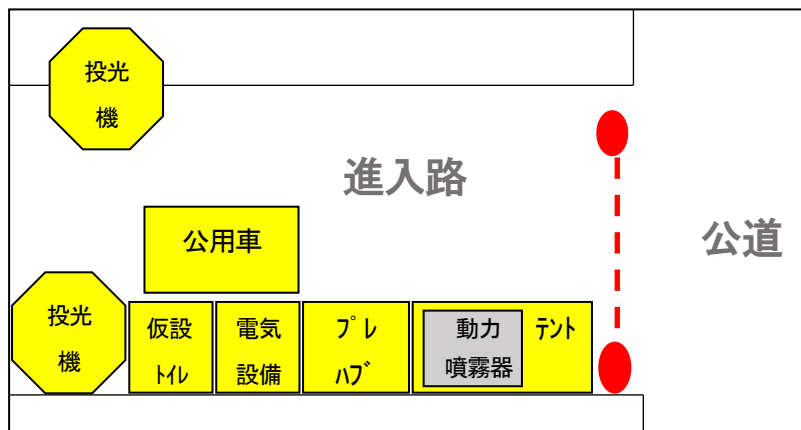 投光
機
進入路
公用車
公道
投光
機
仮設
ﾄｲﾚ
電気
設備
ﾌﾟﾚ
ﾊﾌﾞ
動力
噴霧器
ﾃﾝﾄ